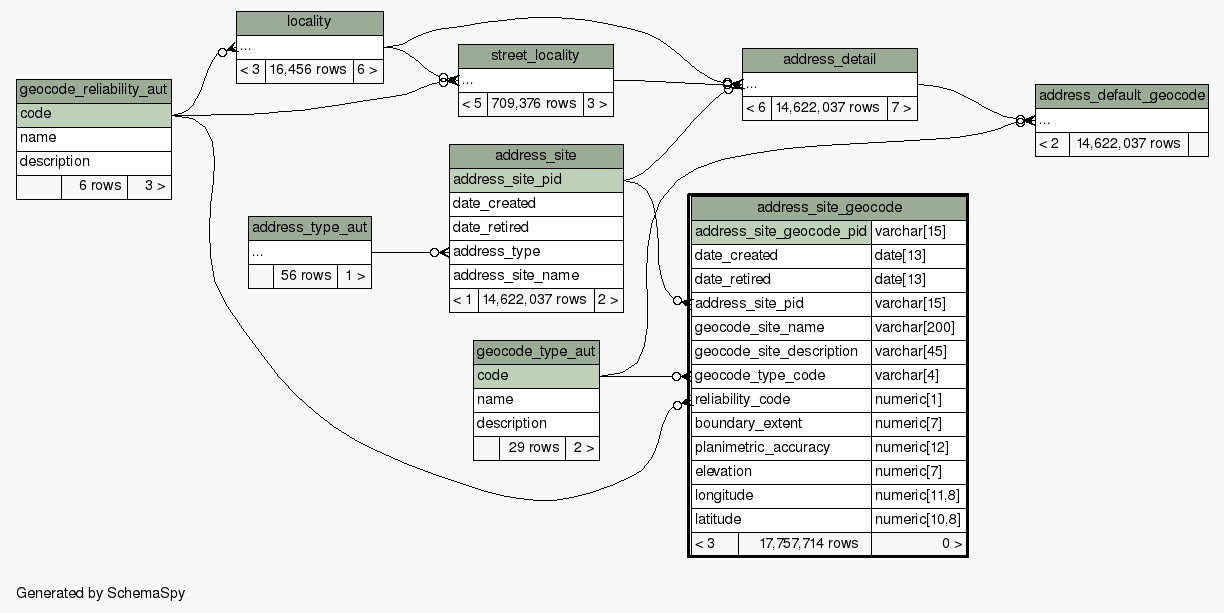 locality
...
< 3 16,456 rows 6 >
street_locality
...
< 5 709,376 rows 3 >
address_detail
...
< 6 14,622,037 rows 7 >
address_default_geocode
...
< 2 14,622,037 rows
geocode_reliability_aut
code
name
description
6 rows 3 >
address_site
address_site_pid
date_created
date_retired
address_type
address_site_name
< 1 14,622,037 rows 2 >
address_type_aut
...
56 rows 1 >
address_site_geocode
address_site_geocode_pid varchar[15]
date_created date[13]
date_retired date[13]
address_site_pid varchar[15]
geocode_site_name varchar[200]
geocode_site_description varchar[45]
geocode_type_code varchar[4]
reliability_code numeric[1]
boundary_extent numeric[7]
planimetric_accuracy numeric[12]
elevation numeric[7]
longitude numeric[11,8]
latitude numeric[10,8]
< 3 17,757,714 rows 0 >
geocode_type_aut
code
name
description
29 rows 2 >
Generated by SchemaSpy